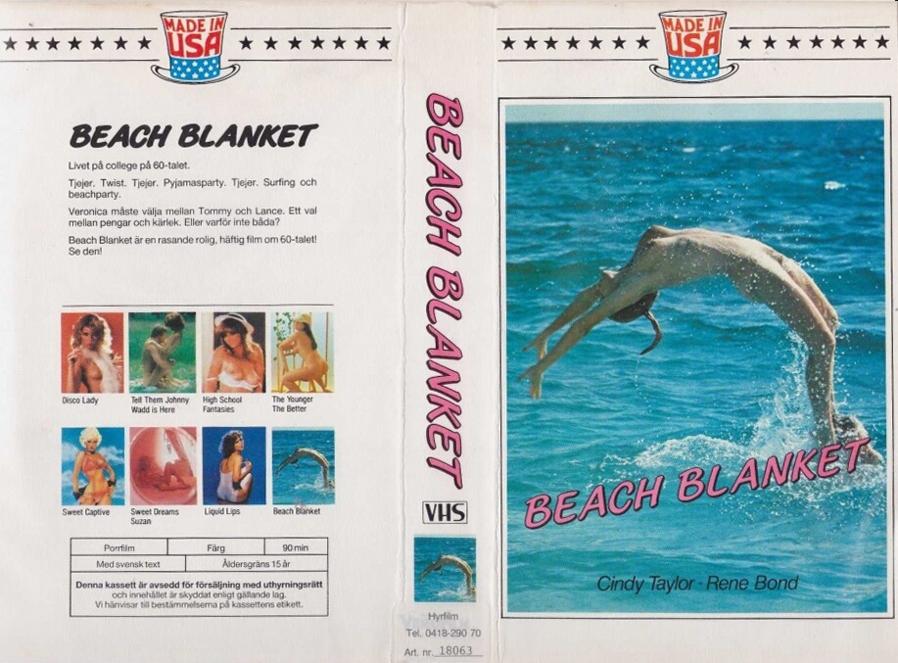 MADE IN
USA
BEACH BLANKET
Livet på college på 60-talet.
Tjejer. Twist. Tjejer. Pyjamasparty. Tjejer. Surfing och
beachparty.
Veronica måste välja mellan Tommy och Lance. Ett val
mellan pengar och kärlek. Eller varför inte båda?
Beach Blanket är en rasande rolig, häftig film om 60-talet!
Se den!
Disco Lady
Tell Them Johnny
Wadd is Here
High School
Fantasies
The Younger
The Better
Sweet Captive
Sweet Dreams
Suzan
Liquid Lips
Beach Blanket
Porrfilm
Färg
90 min
Med svensk text
Åldersgräns 15 år
Denna kassett är avsedd för försäljning med uthyrningsrätt
och innehållet är skyddat enligt gällande lag.
Vi hänvisar till bestämmelserna på kassettens etikett.
BEACH BLANKET
VHS
Hyrfilm
Tel. 0418-290 70
Art. nr. 18063
MADE IN
USA
BEACH BLANKET
Cindy Taylor · Rene Bond